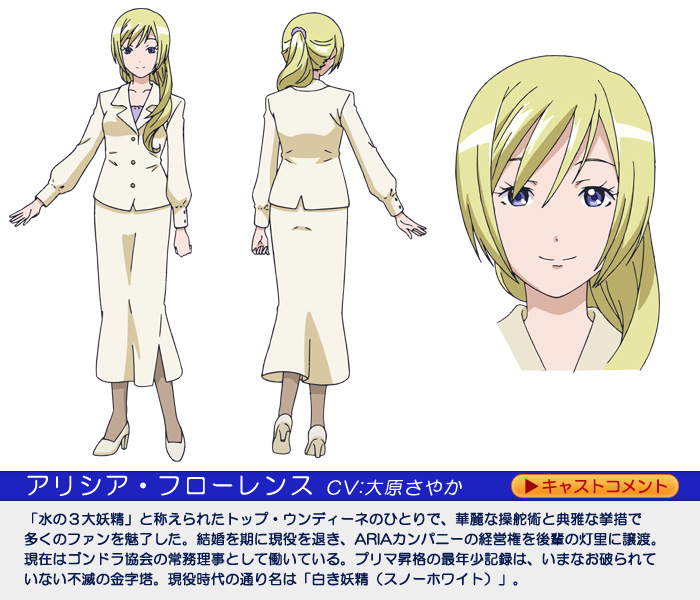 アリシア・フローレンス CV:大原さやか
▶キャストコメント
「水の３大妖精」と称えられたトップ・ウンディーネのひとりで、華麗な操舵術と典雅な挙措で
多くのファンを魅了した。結婚を期に現役を退き、ARIAカンパニーの経営権を後輩の灯里に譲渡。
現在はゴンドラ協会の常務理事として働いている。プリマ昇格の最年少記録は、いまなお破られて
いない不滅の金字塔。現役時代の通り名は「白き妖精（スノーホワイト）」。